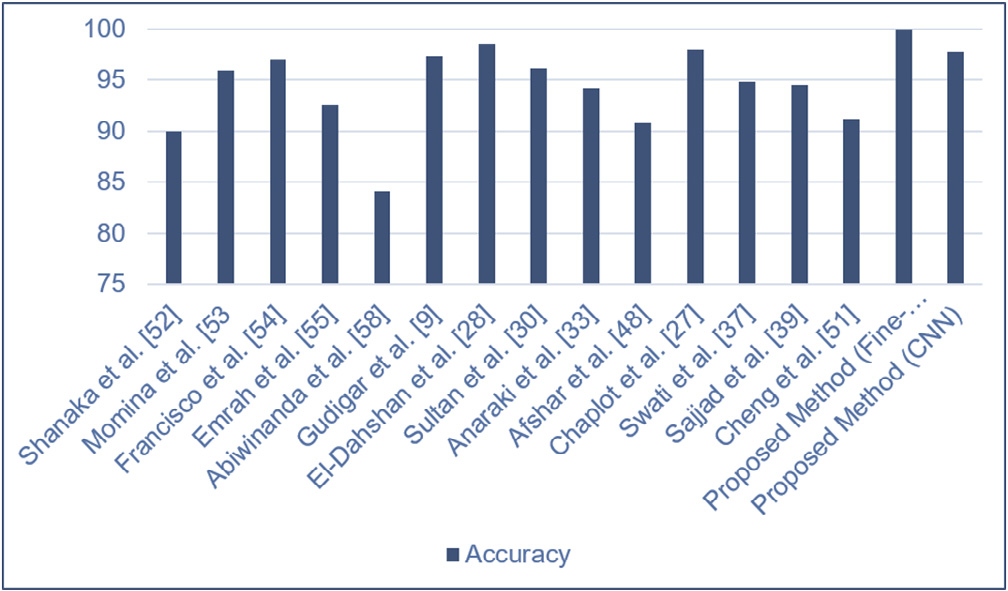 100
95
90
85
80
75
Shanaka et al. [52]
Momina et al. [53
Francisco et al. [54]
Emrah et al. [55]
Abiwinanda et al. [58]
Gudigar et al. [9]
El-Dahshan et al. [28]
Sultan et al. [30]
Anaraki et al. [33]
Afshar et al. [48]
Chaplot et al. [27]
Swati et al. [37]
Sajjad et al. [39]
Cheng et al. [51]
Proposed Method (Fine-...
Proposed Method (CNN)
Accuracy